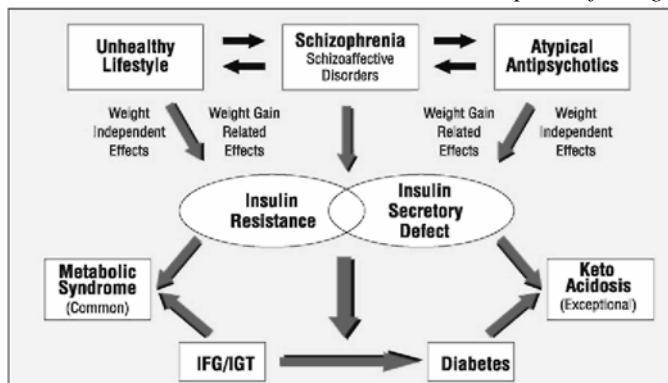 Unhealthy
Lifestyle
Schizophrenia
Schizoaffective
Disorders
Atypical
Antipsychotics
Weight
Independent
Effects
Weight Gain
Related
Effects
Weight Gain
Related
Effects
Weight
Independent
Effects
Insulin
Resistance
Insulin
Secretory
Defect
Metabolic
Syndrome
(Common)
Keto
Acidosis
(Exceptional)
IFG/IGT
Diabetes